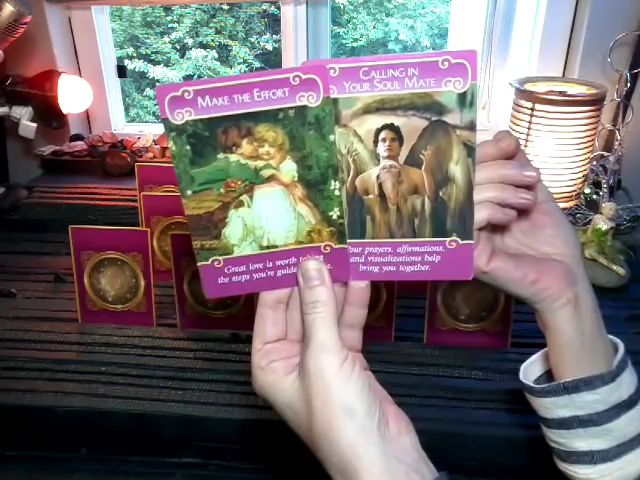 MAKE THE EFFORT
Great love is worth taking
the steps you're guided
CALLING IN
YOUR SOUL MATE
Your prayers, affirmations,
and visualizations help
bring you together.